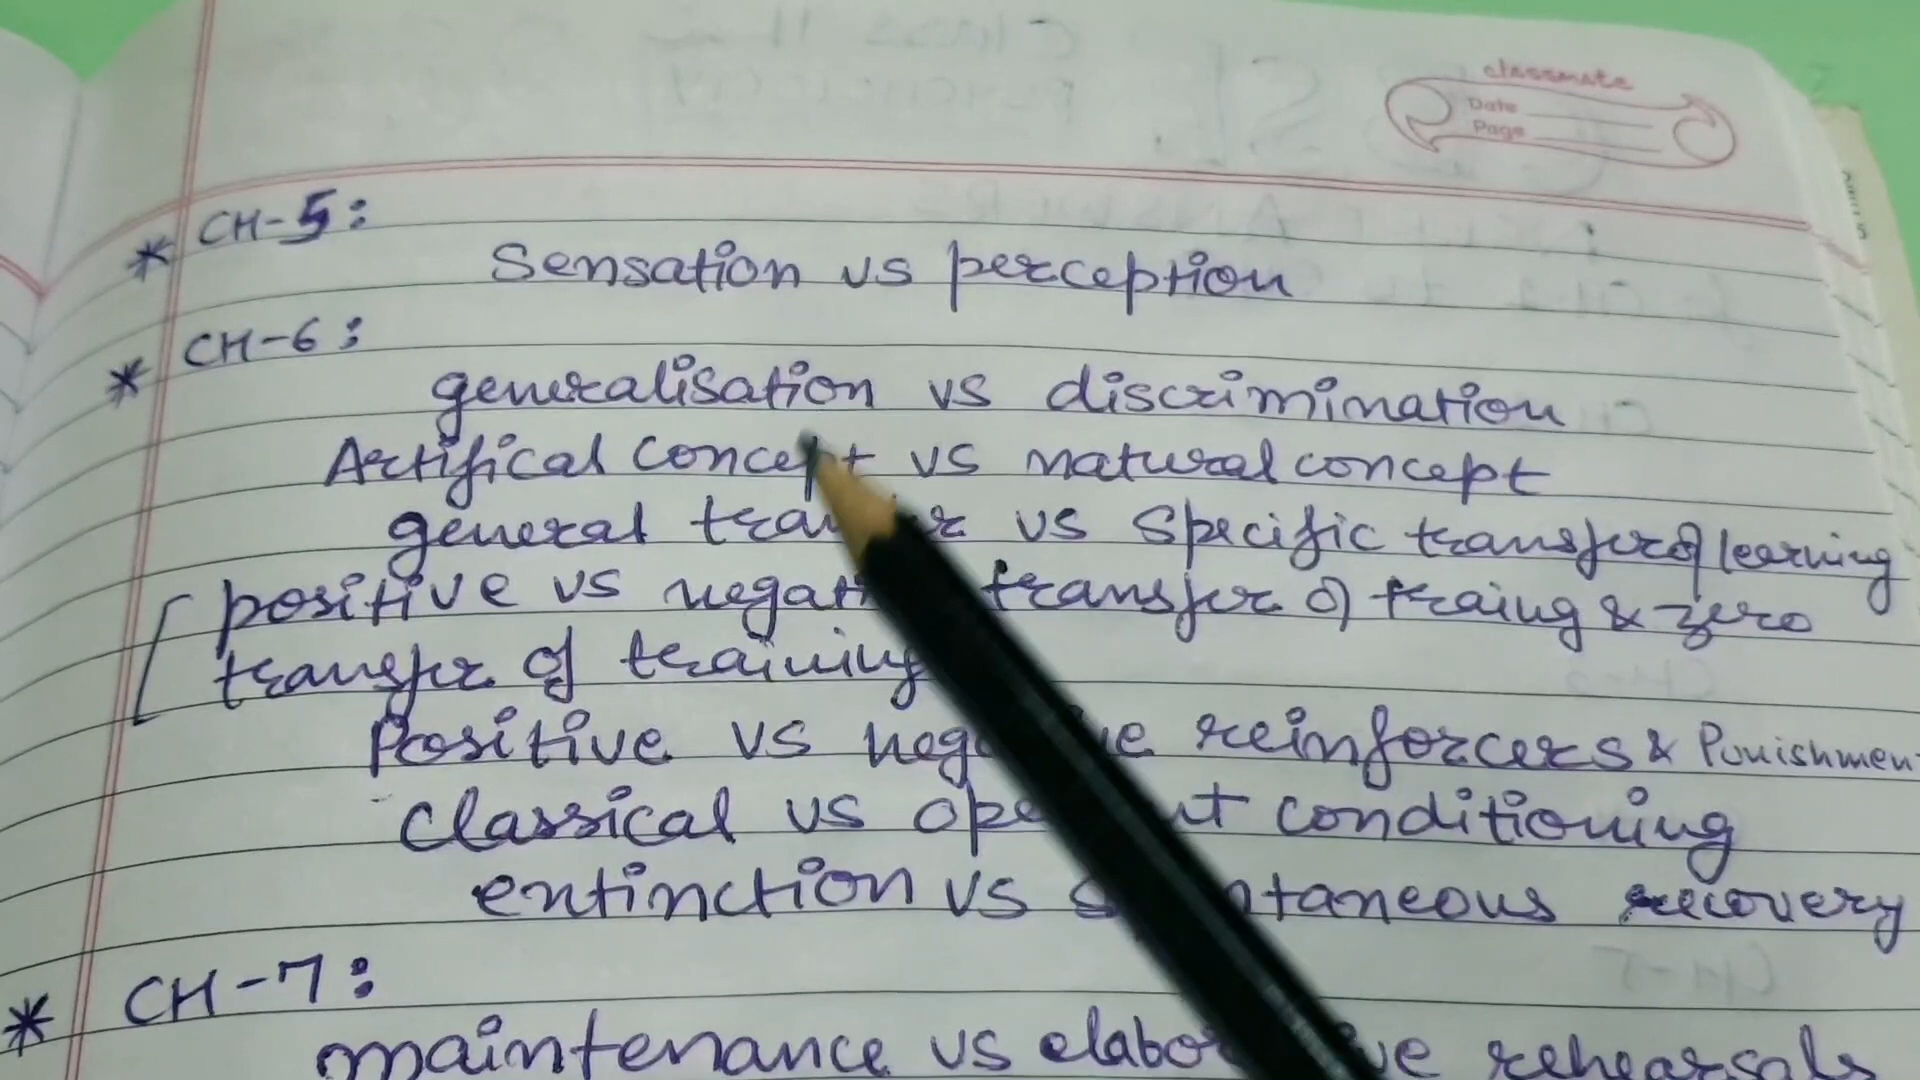 classmate
Date
Page
* CH-5:
Sensation vs perception
* CH-6:
generalisation vs discrimination
Artifical concept vs natural concept
general vs specific transfer of learning
positive vs transfer of traing & zero
transfer of training
Positive vs reinforcers & Punishmen
classical vs conditioning
extinction vs recovery
* CH-7:
maintenance vs rehearsals